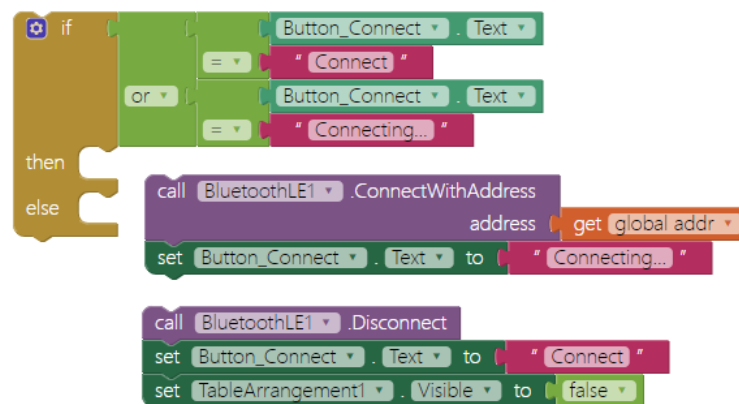 if Button_Connect . Text
= " Connect "
or Button_Connect . Text
= " Connecting... "
then
call BluetoothLE1 .ConnectWithAddress
else
address get global addr
set Button_Connect . Text to " Connecting... "
call BluetoothLE1 .Disconnect
set Button_Connect . Text to " Connect "
set TableArrangement1 . Visible to false